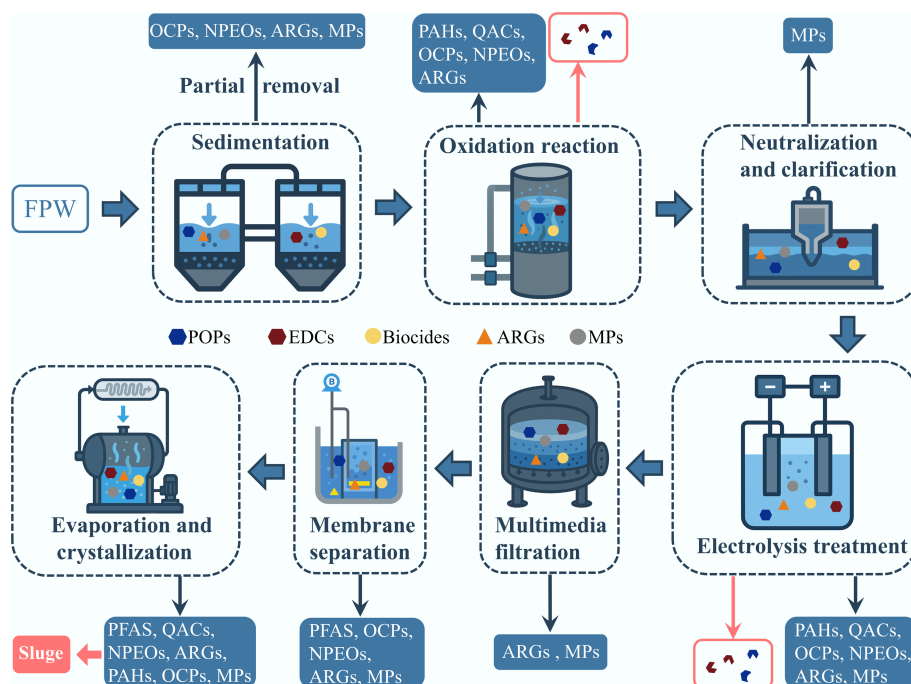 OCPs, NPEOs, ARGs, MPs
Partial removal
Sedimentation
PAHs, QACs,
OCPs, NPEOs,
ARGs
Oxidation reaction
MPs
Neutralization
and clarification
FPW
POPs
EDCs
Biocides
ARGs
MPs
Evaporation and
crystallization
B
Membrane
separation
Multimedia
filtration
− +
Electrolysis treatment
Sluge
PFAS, QACs,
NPEOs, ARGs,
PAHs, OCPs, MPs
PFAS, OCPs,
NPEOs,
ARGs, MPs
ARGs , MPs
PAHs, QACs,
OCPs, NPEOs,
ARGs, MPs